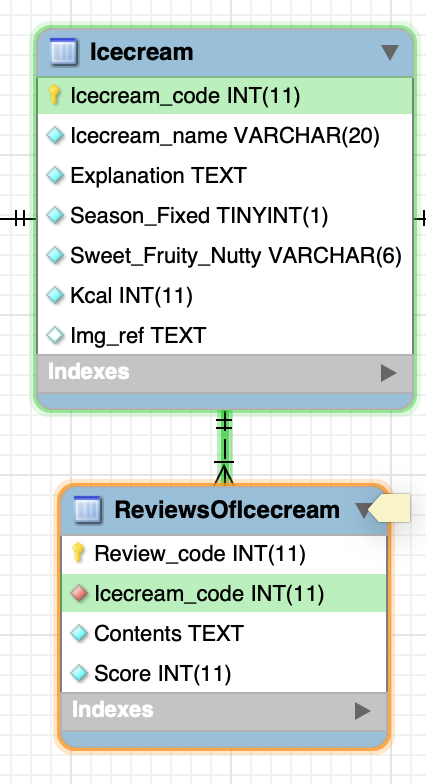 Icecream
Icecream_code INT(11)
Icecream_name VARCHAR(20)
Explanation TEXT
Season_Fixed TINYINT(1)
Sweet_Fruity_Nutty VARCHAR(6)
Kcal INT(11)
Img_ref TEXT
Indexes
ReviewsOfIcecream
Review_code INT(11)
Icecream_code INT(11)
Contents TEXT
Score INT(11)
Indexes